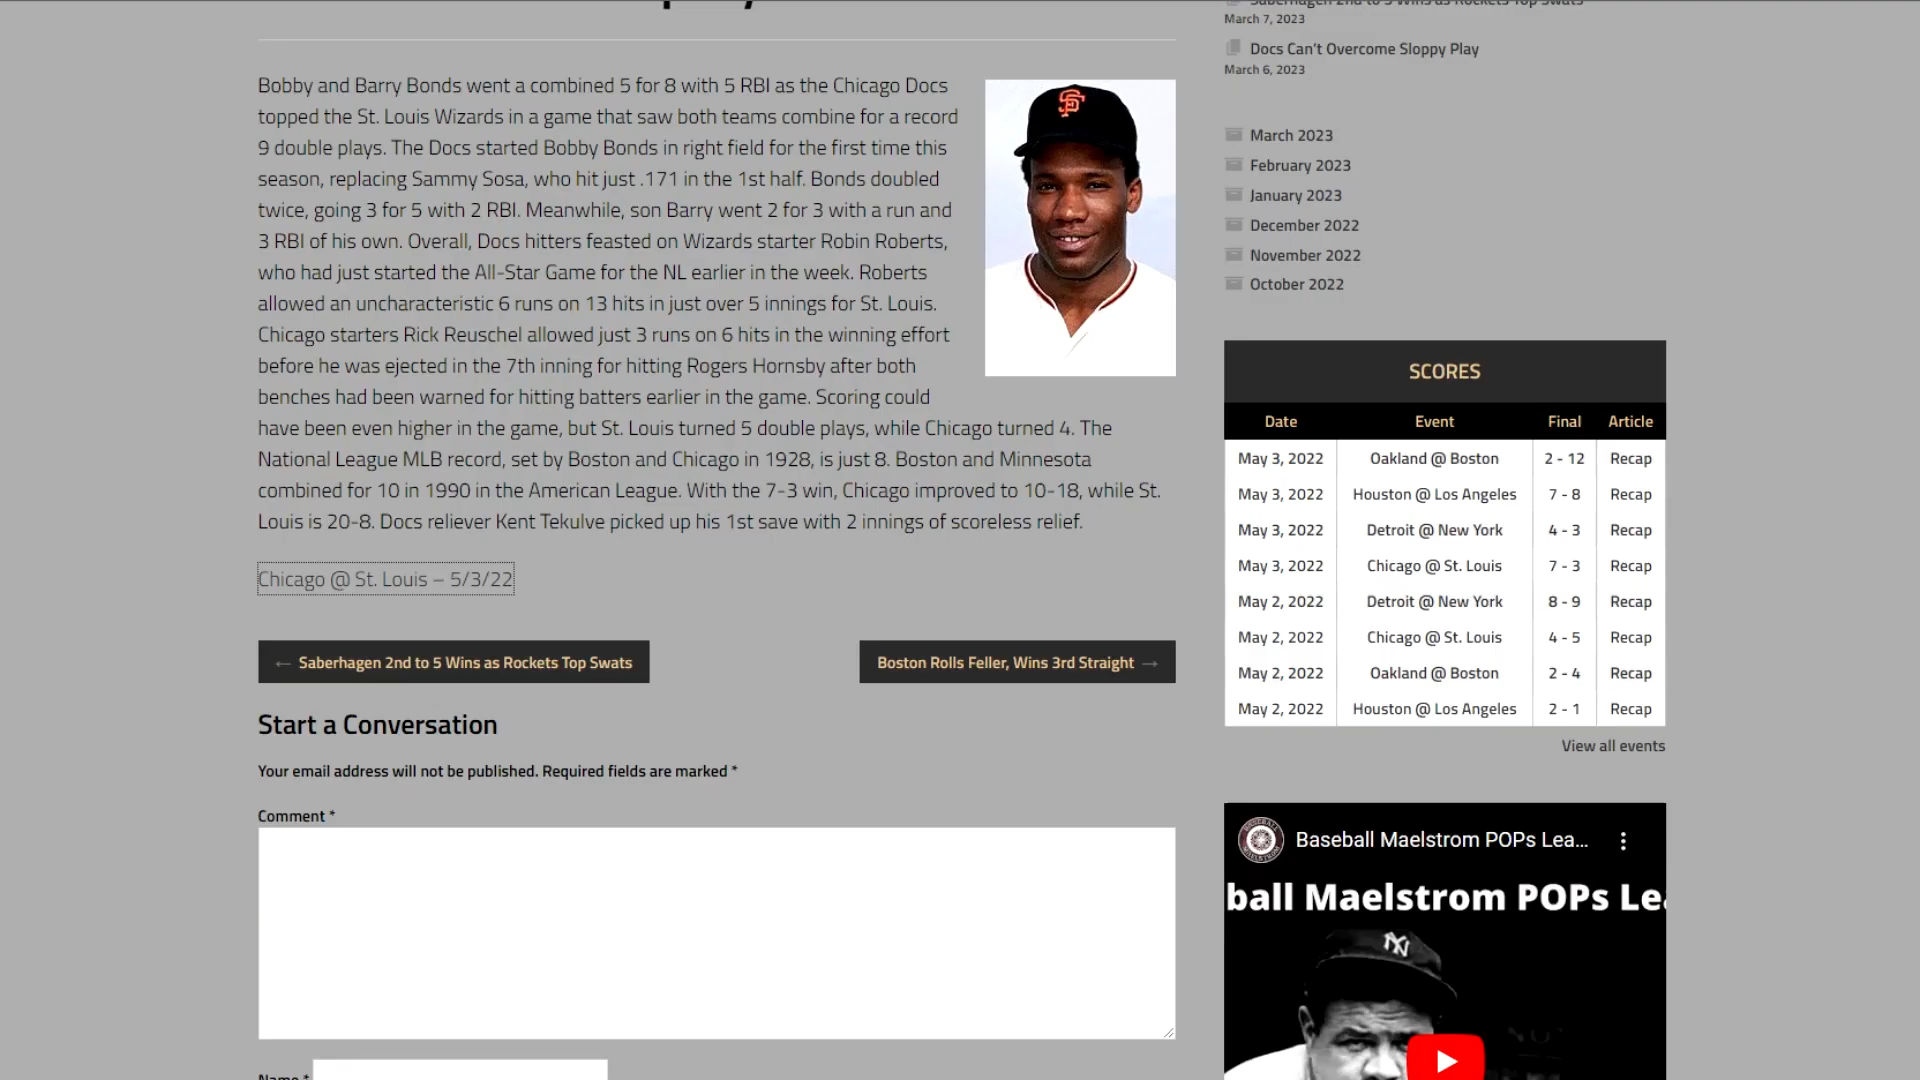 Saberhagen 2nd to 5 Wins as Rockets Top Swats
March 7, 2023
Docs Can't Overcome Sloppy Play
March 6, 2023
Bobby and Barry Bonds went a combined 5 for 8 with 5 RBI as the Chicago Docs
topped the St. Louis Wizards in a game that saw both teams combine for a record
9 double plays. The Docs started Bobby Bonds in right field for the first time this
season, replacing Sammy Sosa, who hit just .171 in the 1st half. Bonds doubled
twice, going 3 for 5 with 2 RBI. Meanwhile, son Barry went 2 for 3 with a run and
3 RBI of his own. Overall, Docs hitters feasted on Wizards starter Robin Roberts,
who had just started the All-Star Game for the NL earlier in the week. Roberts
allowed an uncharacteristic 6 runs on 13 hits in just over 5 innings for St. Louis.
Chicago starters Rick Reuschel allowed just 3 runs on 6 hits in the winning effort
before he was ejected in the 7th inning for hitting Rogers Hornsby after both
benches had been warned for hitting batters earlier in the game. Scoring could
have been even higher in the game, but St. Louis turned 5 double plays, while Chicago turned 4. The
National League MLB record, set by Boston and Chicago in 1928, is just 8. Boston and Minnesota
combined for 10 in 1990 in the American League. With the 7-3 win, Chicago improved to 10-18, while St.
Louis is 20-8. Docs reliever Kent Tekulve picked up his 1st save with 2 innings of scoreless relief.
SF
Chicago @ St. Louis – 5/3/22
← Saberhagen 2nd to 5 Wins as Rockets Top Swats
Boston Rolls Feller, Wins 3rd Straight →
Start a Conversation
Your email address will not be published. Required fields are marked *
Comment *
Name *
March 2023
February 2023
January 2023
December 2022
November 2022
October 2022
SCORES
Date Event Final Article
May 3, 2022 Oakland @ Boston 2 - 12 Recap
May 3, 2022 Houston @ Los Angeles 7 - 8 Recap
May 3, 2022 Detroit @ New York 4 - 3 Recap
May 3, 2022 Chicago @ St. Louis 7 - 3 Recap
May 2, 2022 Detroit @ New York 8 - 9 Recap
May 2, 2022 Chicago @ St. Louis 4 - 5 Recap
May 2, 2022 Oakland @ Boston 2 - 4 Recap
May 2, 2022 Houston @ Los Angeles 2 - 1 Recap
View all events
Baseball Maelstrom POPs Lea...
ball Maelstrom POPs Lea
NY